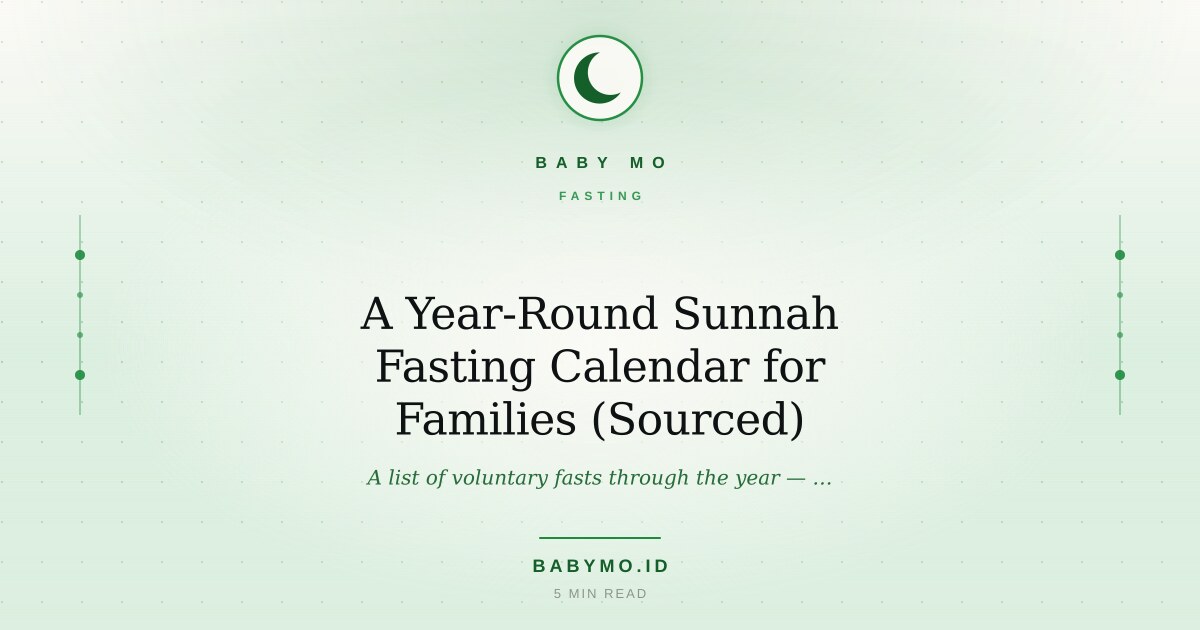 BABY MO
FASTING
A Year-Round Sunnah
Fasting Calendar for
Families (Sourced)
A list of voluntary fasts through the year — ...
BABYMO.ID
5 MIN READ